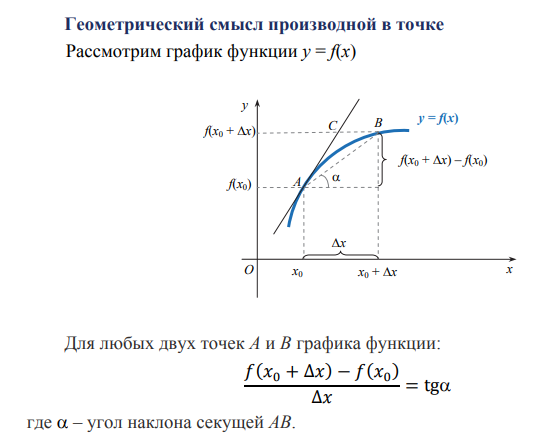 Геометрический смысл производной в точке
Рассмотрим график функции y = f(x)
y
C
B
y = f(x)
f(x₀ + Δx)
f(x₀ + Δx) – f(x₀)
A
α
f(x₀)
Δx
O
x₀
x₀ + Δx
x
Для любых двух точек A и B графика функции:
f(x₀ + Δx) − f(x₀)
Δx
= tgα
где α – угол наклона секущей AB.